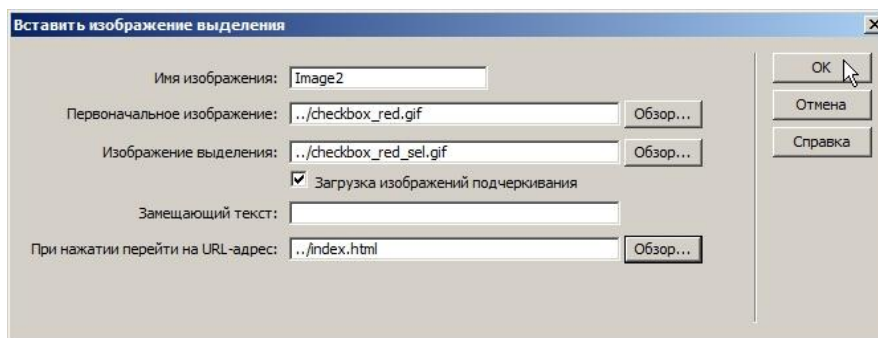 Вставить изображение выделения
Имя изображения: Image2
OK
Первоначальное изображение: ../checkbox_red.gif Обзор...
Отмена
Изображение выделения: ../checkbox_red_sel.gif Обзор...
Справка
Загрузка изображений подчеркивания
Замещающий текст:
При нажатии перейти на URL-адрес: ../index.html Обзор...